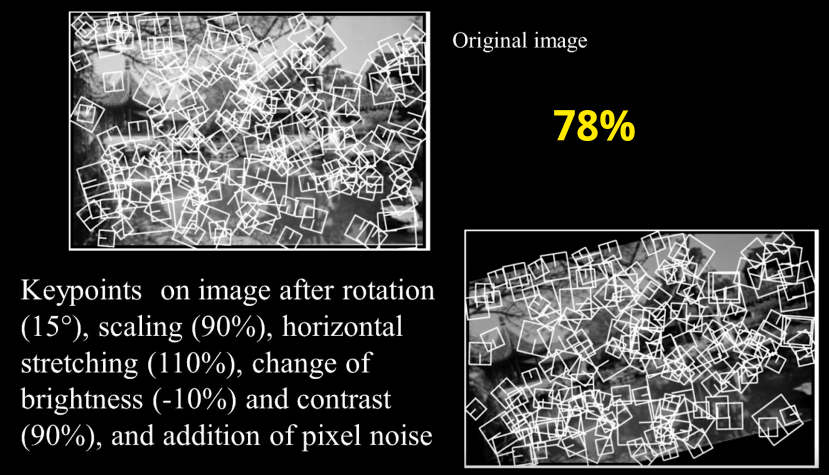 Original image
78%
Keypoints on image after rotation
(15°), scaling (90%), horizontal
stretching (110%), change of
brightness (-10%) and contrast
(90%), and addition of pixel noise